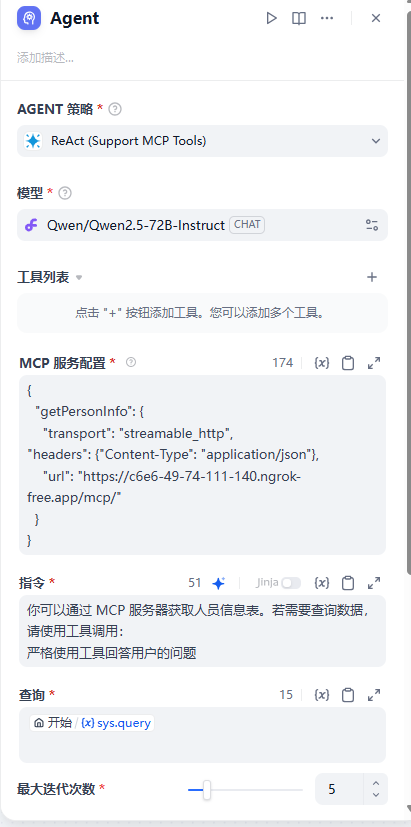 Agent
添加描述...
AGENT 策略 *
ReAct (Support MCP Tools)
模型 *
Qwen/Qwen2.5-72B-Instruct CHAT
工具列表
点击 "+" 按钮添加工具。您可以添加多个工具。
MCP 服务配置 * 174 {x}
{
"getPersonInfo": {
"transport": "streamable_http",
"headers": {"Content-Type": "application/json"},
"url": "https://c6e6-49-74-111-140.ngrok-
free.app/mcp/"
}
}
指令 * 51 Jinja {x}
你可以通过 MCP 服务器获取人员信息表。若需要查询数据，
请使用工具调用：
严格使用工具回答用户的问题
查询 * 15 {x}
开始 / {x} sys.query
最大迭代次数 * 5